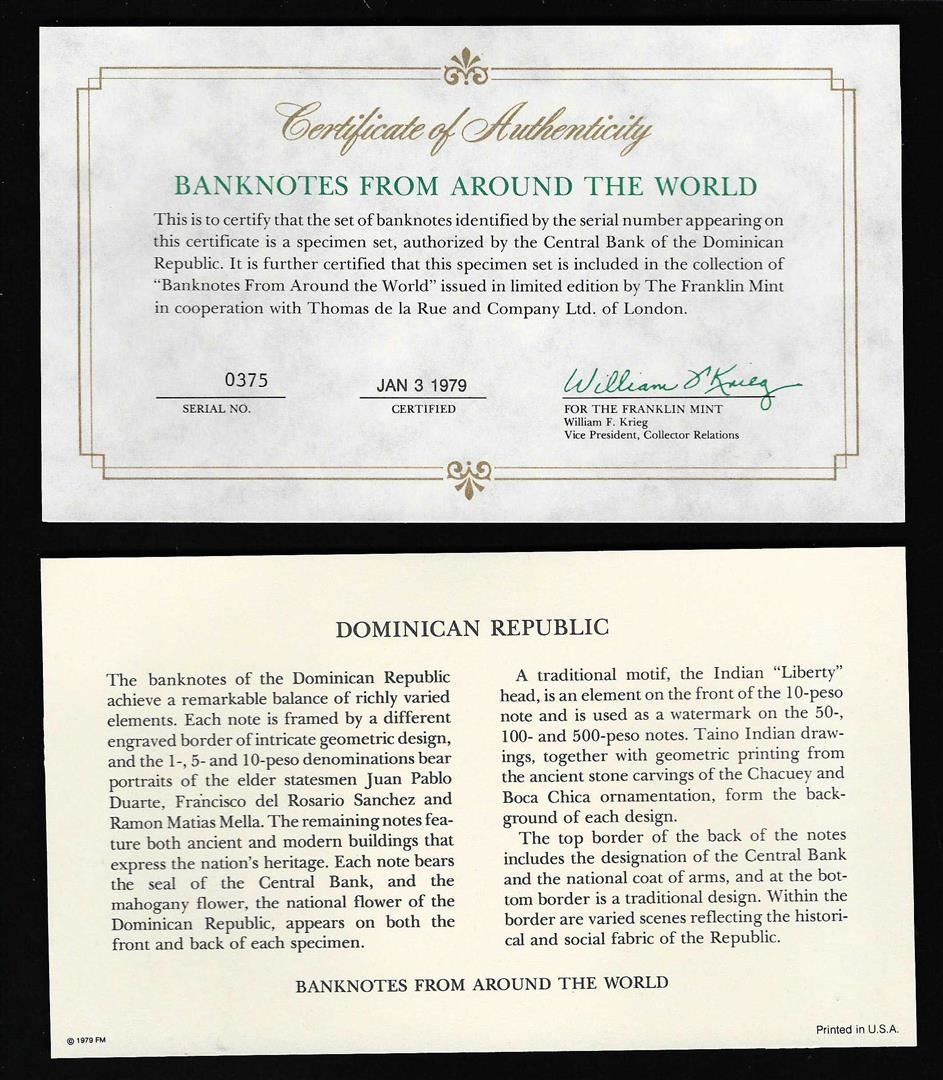 Certificate of Authenticity
BANKNOTES FROM AROUND THE WORLD
This is to certify that the set of banknotes identified by the serial number appearing on
this certificate is a specimen set, authorized by the Central Bank of the Dominican
Republic. It is further certified that this specimen set is included in the collection of
“Banknotes From Around the World” issued in limited edition by The Franklin Mint
in cooperation with Thomas de la Rue and Company Ltd. of London.
0375
SERIAL NO.
JAN 3 1979
CERTIFIED
William F Krieg
FOR THE FRANKLIN MINT
William F. Krieg
Vice President, Collector Relations
DOMINICAN REPUBLIC
The banknotes of the Dominican Republic
achieve a remarkable balance of richly varied
elements. Each note is framed by a different
engraved border of intricate geometric design,
and the 1-, 5- and 10-peso denominations bear
portraits of the elder statesmen Juan Pablo
Duarte, Francisco del Rosario Sanchez and
Ramon Matias Mella. The remaining notes fea-
ture both ancient and modern buildings that
express the nation’s heritage. Each note bears
the seal of the Central Bank, and the
mahogany flower, the national flower of the
Dominican Republic, appears on both the
front and back of each specimen.
A traditional motif, the Indian “Liberty”
head, is an element on the front of the 10-peso
note and is used as a watermark on the 50-,
100- and 500-peso notes. Taino Indian draw-
ings, together with geometric printing from
the ancient stone carvings of the Chacuey and
Boca Chica ornamentation, form the back-
ground of each design.
The top border of the back of the notes
includes the designation of the Central Bank
and the national coat of arms, and at the bot-
tom border is a traditional design. Within the
border are varied scenes reflecting the histori-
cal and social fabric of the Republic.
BANKNOTES FROM AROUND THE WORLD
© 1979 FM
Printed in U.S.A.